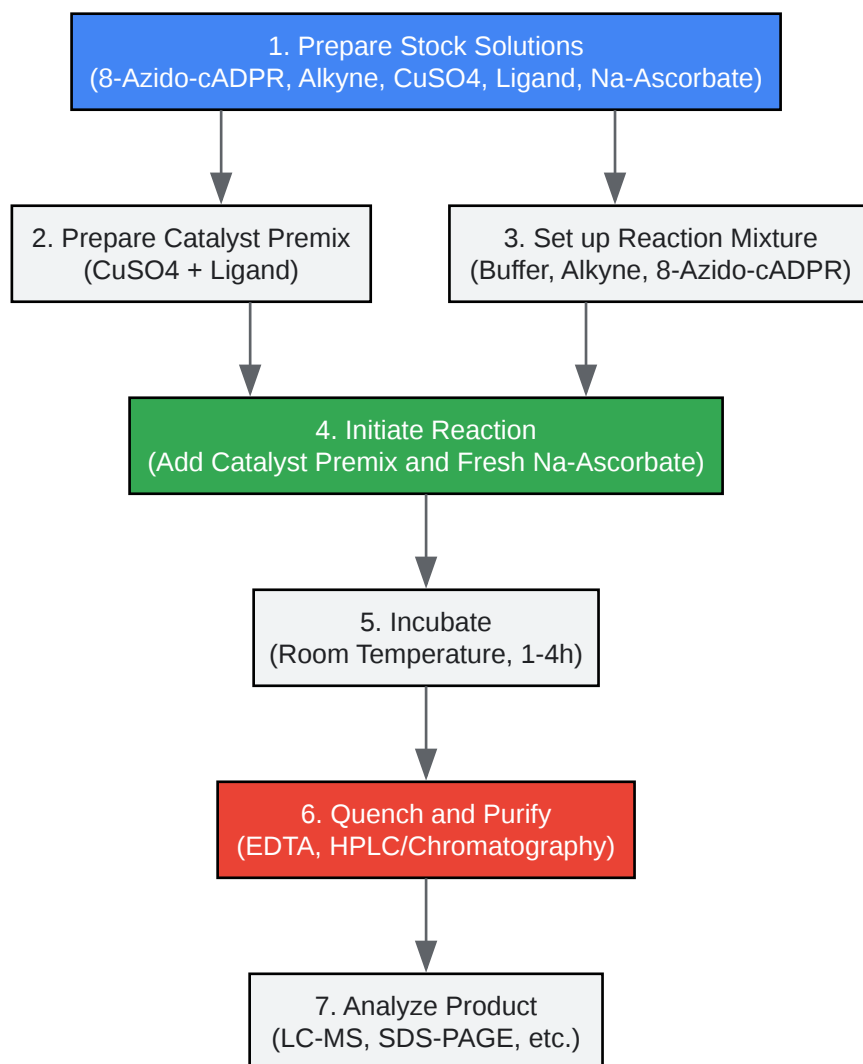 1. Prepare Stock Solutions
(8-Azido-cADPR, Alkyne, CuSO4, Ligand, Na-Ascorbate)
2. Prepare Catalyst Premix
(CuSO4 + Ligand)
3. Set up Reaction Mixture
(Buffer, Alkyne, 8-Azido-cADPR)
4. Initiate Reaction
(Add Catalyst Premix and Fresh Na-Ascorbate)
5. Incubate
(Room Temperature, 1-4h)
6. Quench and Purify
(EDTA, HPLC/Chromatography)
7. Analyze Product
(LC-MS, SDS-PAGE, etc.)